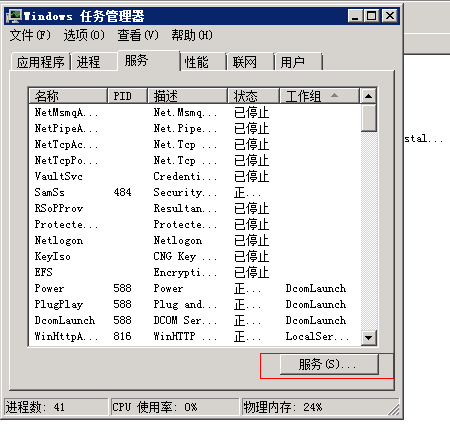 Windows 任务管理器
文件(F) 选项(O) 查看(V) 帮助(H)
应用程序 进程 服务 性能 联网 用户
名称 PID 描述 状态 工作组
NetMsmqA... Net.Msmq... 已停止
NetPipeA... Net.Pipe... 已停止
stal...
NetTcpAc... Net.Tcp ... 已停止
NetTcpPo... Net.Tcp ... 已停止
VaultSvc Credenti... 已停止
SamSs 484 Security... 正...
RSoPProv Resultan... 已停止
Protecte... Protecte... 已停止
Netlogon Netlogon 已停止
KeyIso CNG Key ... 已停止
EFS Encrypti... 已停止
Power 588 Power 正... DcomLaunch
PlugPlay 588 Plug and... 正... DcomLaunch
DcomLaunch 588 DCOM Ser... 正... DcomLaunch
WinHttpA... 816 WinHTTP ... 正... LocalSer...
服务(S)...
进程数: 41 CPU 使用率: 0% 物理内存: 24%